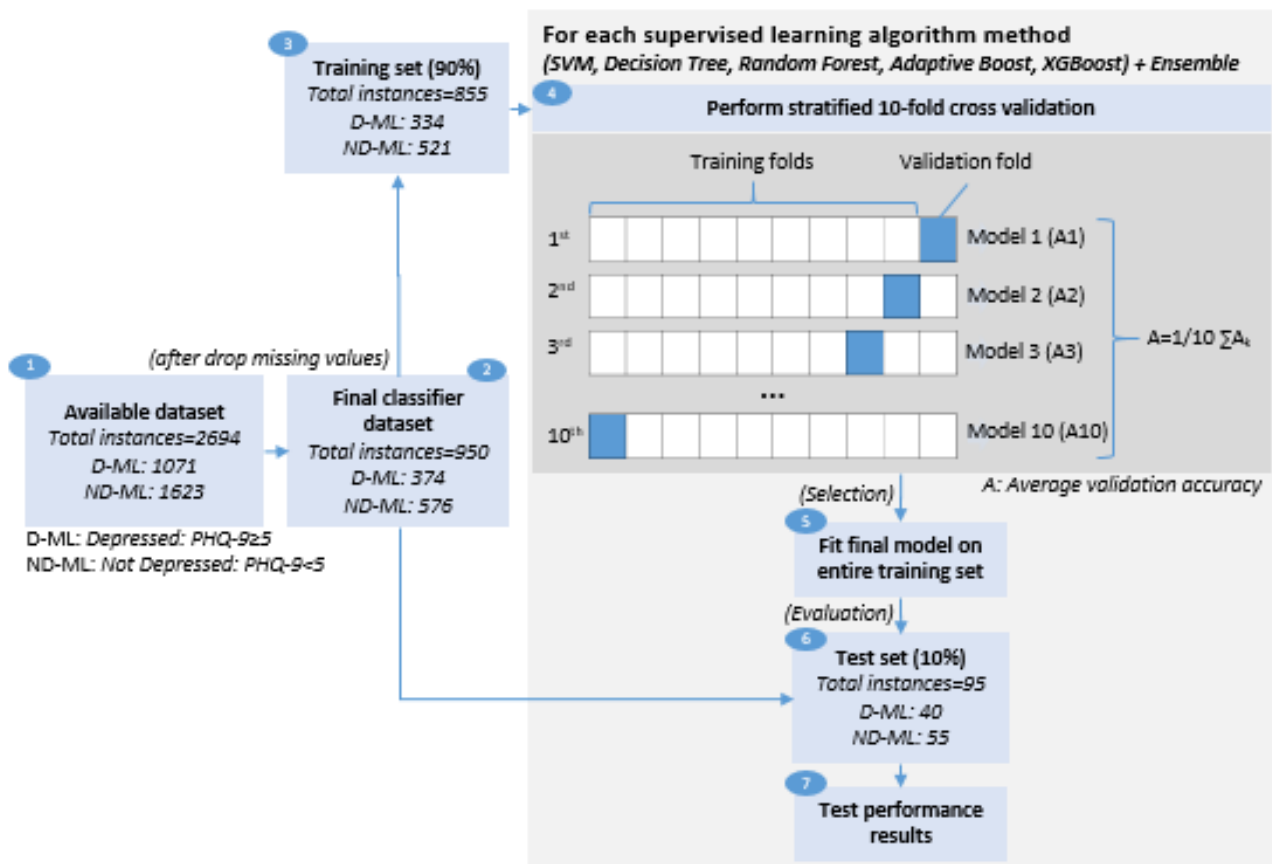 For each supervised learning algorithm method
(SVM, Decision Tree, Random Forest, Adaptive Boost, XGBoost) + Ensemble
3
Training set (90%)
Total instances=855
D-ML: 334
ND-ML: 521
4
Perform stratified 10-fold cross validation
Training folds
Validation fold
1st
Model 1 (A1)
2nd
Model 2 (A2)
3rd
Model 3 (A3)
...
10th
Model 10 (A10)
A=1/10 ∑Aₖ
A: Average validation accuracy
(after drop missing values)
1
Available dataset
Total instances=2694
D-ML: 1071
ND-ML: 1623
2
Final classifier
dataset
Total instances=950
D-ML: 374
ND-ML: 576
D-ML: Depressed: PHQ-9≥5
ND-ML: Not Depressed: PHQ-9<5
(Selection)
5
Fit final model on
entire training set
(Evaluation)
6
Test set (10%)
Total instances=95
D-ML: 40
ND-ML: 55
7
Test performance
results